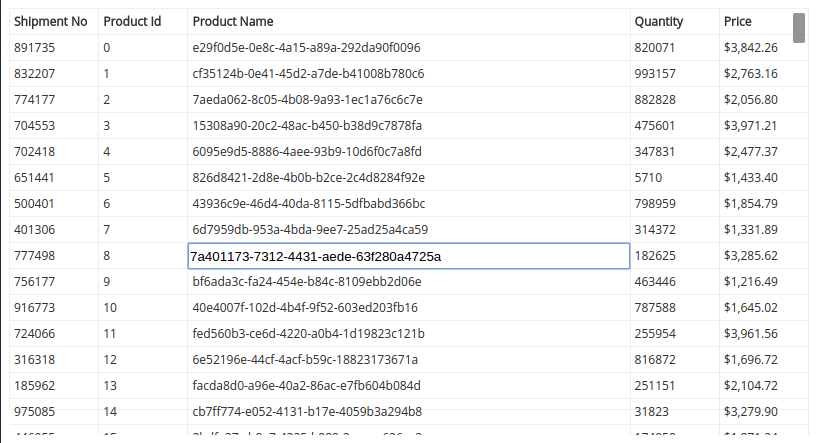 Shipment No Product Id Product Name Quantity Price
891735 0 e29f0d5e-0e8c-4a15-a89a-292da90f0096 820071 $3,842.26
832207 1 cf35124b-0e41-45d2-a7de-b41008b780c6 993157 $2,763.16
774177 2 7aeda062-8c05-4b08-9a93-1ec1a76c6c7e 882828 $2,056.80
704553 3 15308a90-20c2-48ac-b450-b38d9c7878fa 475601 $3,971.21
702418 4 6095e9d5-8886-4aee-93b9-10d6f0c7a8fd 347831 $2,477.37
651441 5 826d8421-2d8e-4b0b-b2ce-2c4d8284f92e 5710 $1,433.40
500401 6 43936c9e-46d4-40da-8115-5dfbabd366bc 798959 $1,854.79
401306 7 6d7959db-953a-4bda-9ee7-25ad25a4ca59 314372 $1,331.89
777498 8 7a401173-7312-4431-aede-63f280a4725a 182625 $3,285.62
756177 9 bf6ada3c-fa24-454e-b84c-8109ebb2d06e 463446 $1,216.49
916773 10 40e4007f-102d-4b4f-9f52-603ed203fb16 787588 $1,645.02
724066 11 fed560b3-ce6d-4220-a0b4-1d19823c121b 255954 $3,961.56
316318 12 6e52196e-44cf-4acf-b59c-18823173671a 816872 $1,696.72
185962 13 facda8d0-a96e-40a2-86ac-e7fb604b084d 251151 $2,104.72
975085 14 cb7ff774-e052-4131-b17e-4059b3a294b8 31823 $3,279.90